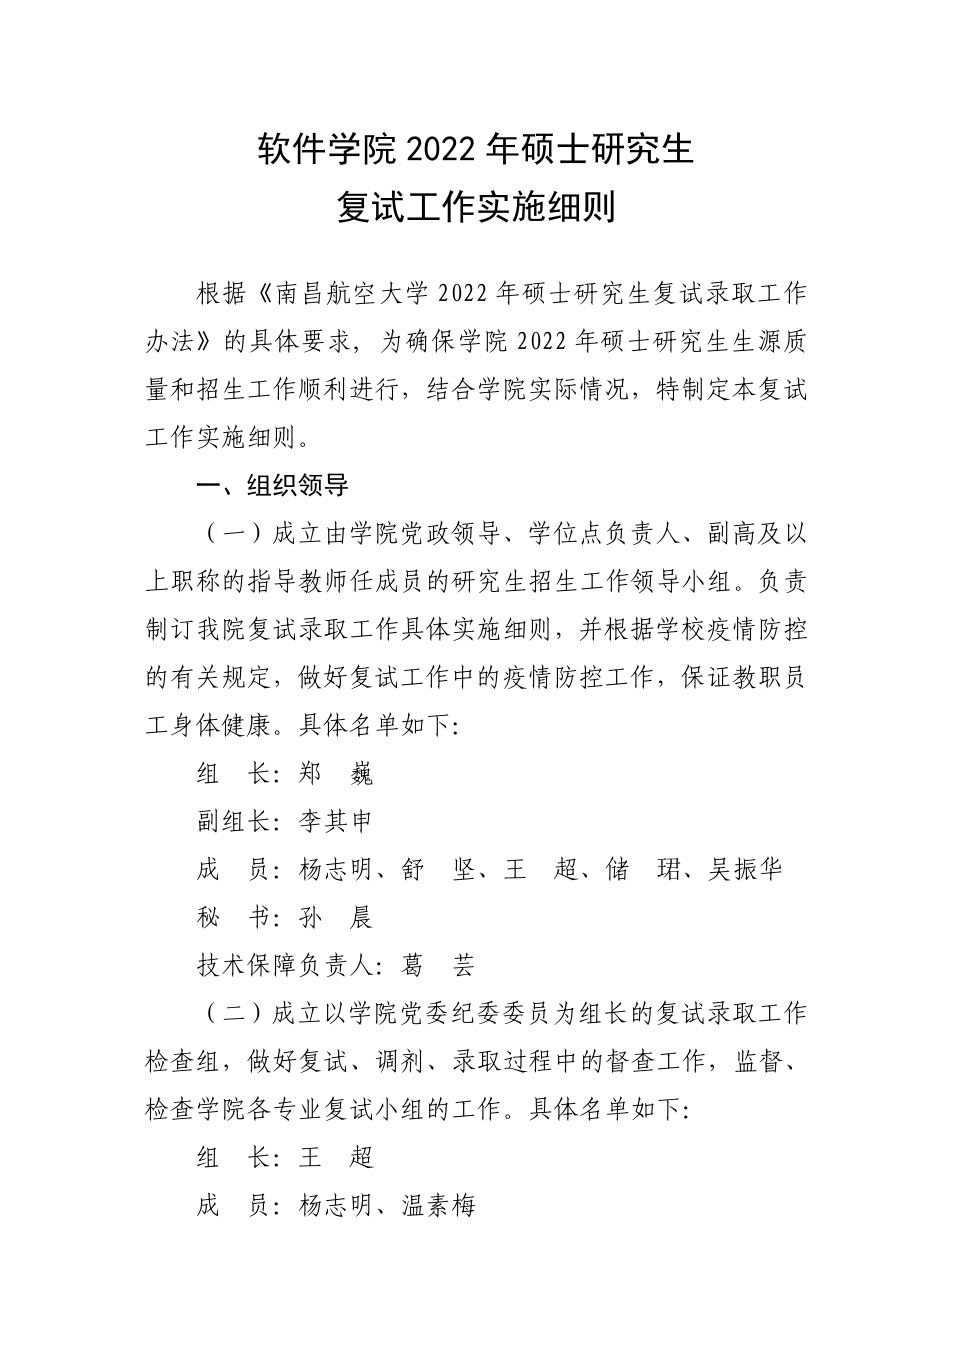 软件学院 2022 年硕士研究生
复试工作实施细则
根据《南昌航空大学 2022 年硕士研究生复试录取工作
办法》的具体要求，为确保学院 2022 年硕士研究生生源质
量和招生工作顺利进行，结合学院实际情况，特制定本复试
工作实施细则。
一、组织领导
（一）成立由学院党政领导、学位点负责人、副高及以
上职称的指导教师任成员的研究生招生工作领导小组。负责
制订我院复试录取工作具体实施细则，并根据学校疫情防控
的有关规定，做好复试工作中的疫情防控工作，保证教职员
工身体健康。具体名单如下：
组　长：郑　巍
副组长：李其申
成　员：杨志明、舒　坚、王　超、储　珺、吴振华
秘　书：孙　晨
技术保障负责人：葛　芸
（二）成立以学院党委纪委委员为组长的复试录取工作
检查组，做好复试、调剂、录取过程中的督查工作，监督、
检查学院各专业复试小组的工作。具体名单如下：
组　长：王　超
成　员：杨志明、温素梅